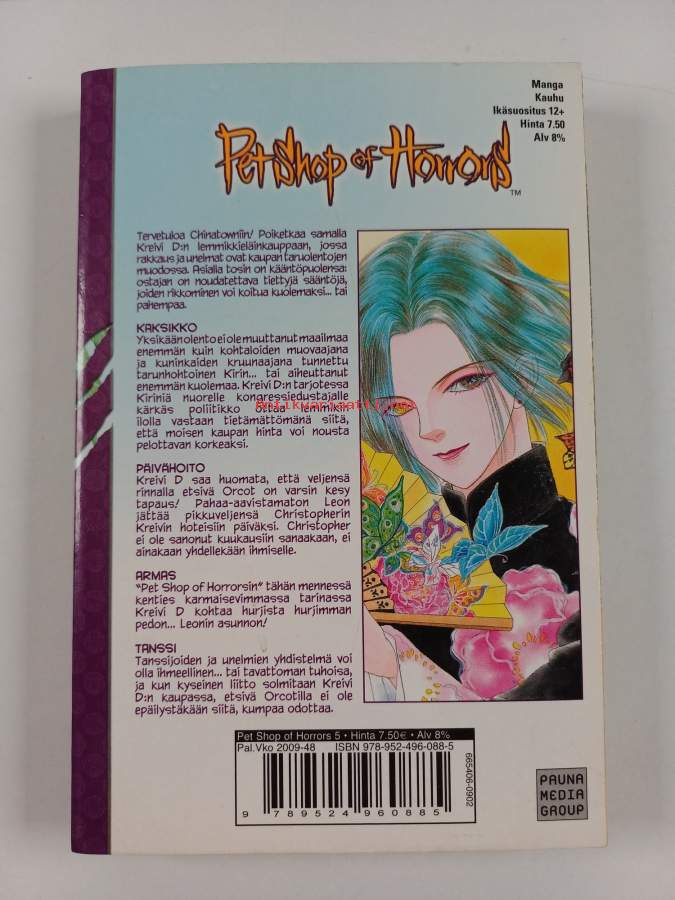 Manga
Kauhu
Ikäsuositus 12+
Hinta 7.50
Alv 8%
Pet Shop of Horrors™
Tervetuloa Chinatowniin! Poiketkaa samalla
Kreivi D:n lemmikkieläinkauppaan, jossa
rakkaus ja unelmat ovat kaupan taruolentojen
muodossa. Asialla tosin on kääntöpuolensa:
ostajan on noudatettava tiettyjä sääntöjä,
joiden rikkominen voi koitua kuolemaksi... tai
pahempaa.
KAKSIKKO
Yksikään olento ei ole muuttanut maailmaa
enemmän kuin kohtaloiden muovaajana
ja kuninkaiden kruunaajana tunnettu
tarunhohtoinen Kirin... tai aiheuttanut
enemmän kuolemaa. Kreivi D:n tarjotessa
Kiriniä nuorelle kongressiedustajalle
kärkäs poliitikko ottaa lemmikin
ilolla vastaan tietämättömänä siitä,
että moisen kaupan hinta voi nousta
pelottavan korkeaksi.
PÄIVÄHOITO
Kreivi D saa huomata, että veljensä
rinnalla etsivä Orcot on varsin kesy
tapaus! Pahaa-aavistamaton Leon
jättää pikkuveljensä Christopherin
Kreivin hoteisiin päiväksi. Christopher
ei ole sanonut kuukausiin sanaakaan, ei
ainakaan yhdellekään ihmiselle.
ARMAS
"Pet Shop of Horrorsin" tähän mennessä
kenties karmaisevimmassa tarinassa
Kreivi D kohtaa hurjista hurjimman
pedon... Leonin asunnon!
TANSSI
Tanssijoiden ja unelmien yhdistelmä voi
olla ihmeellinen... tai tavattoman tuhoisa,
ja kun kyseinen liitto solmitaan Kreivi
D:n kaupassa, etsivä Orcotilla ei ole
epäilystäkään siitä, kumpaa odottaa.
Pet Shop of Horrors 5 • Hinta 7.50€ • Alv 8%
Pal.Vko 2009-48 ISBN 978-952-496-088-5
9 789524 960885
665406-0902
PAUNA
MEDIA
GROUP